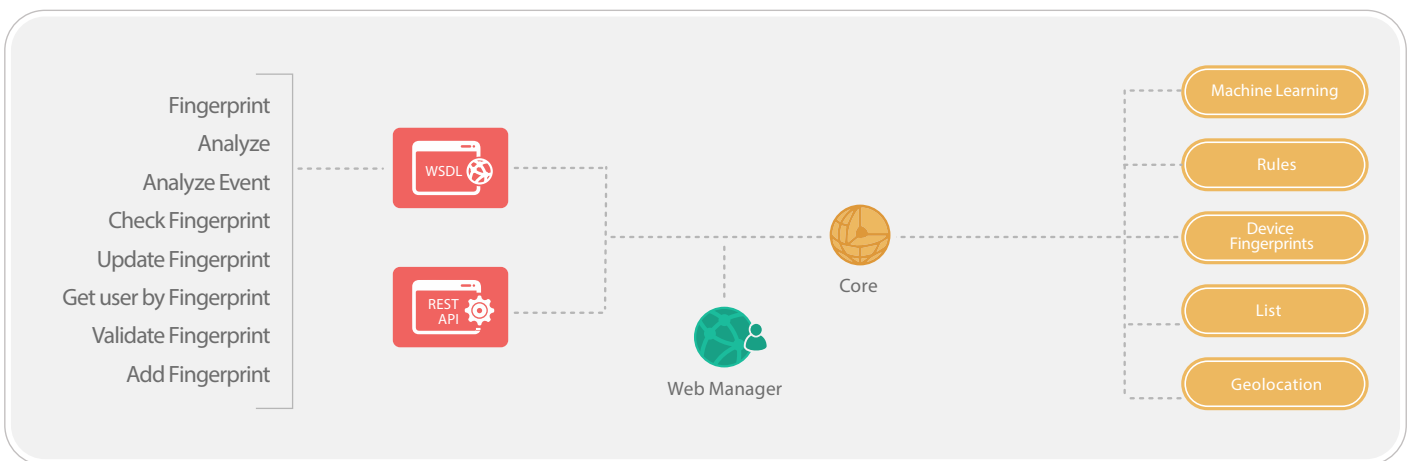 Fingerprint
Analyze
Analyze Event
Check Fingerprint
Update Fingerprint
Get user by Fingerprint
Validate Fingerprint
Add Fingerprint
WSDL
REST
API
Web Manager
Core
Machine Learning
Rules
Device
Fingerprints
List
Geolocation